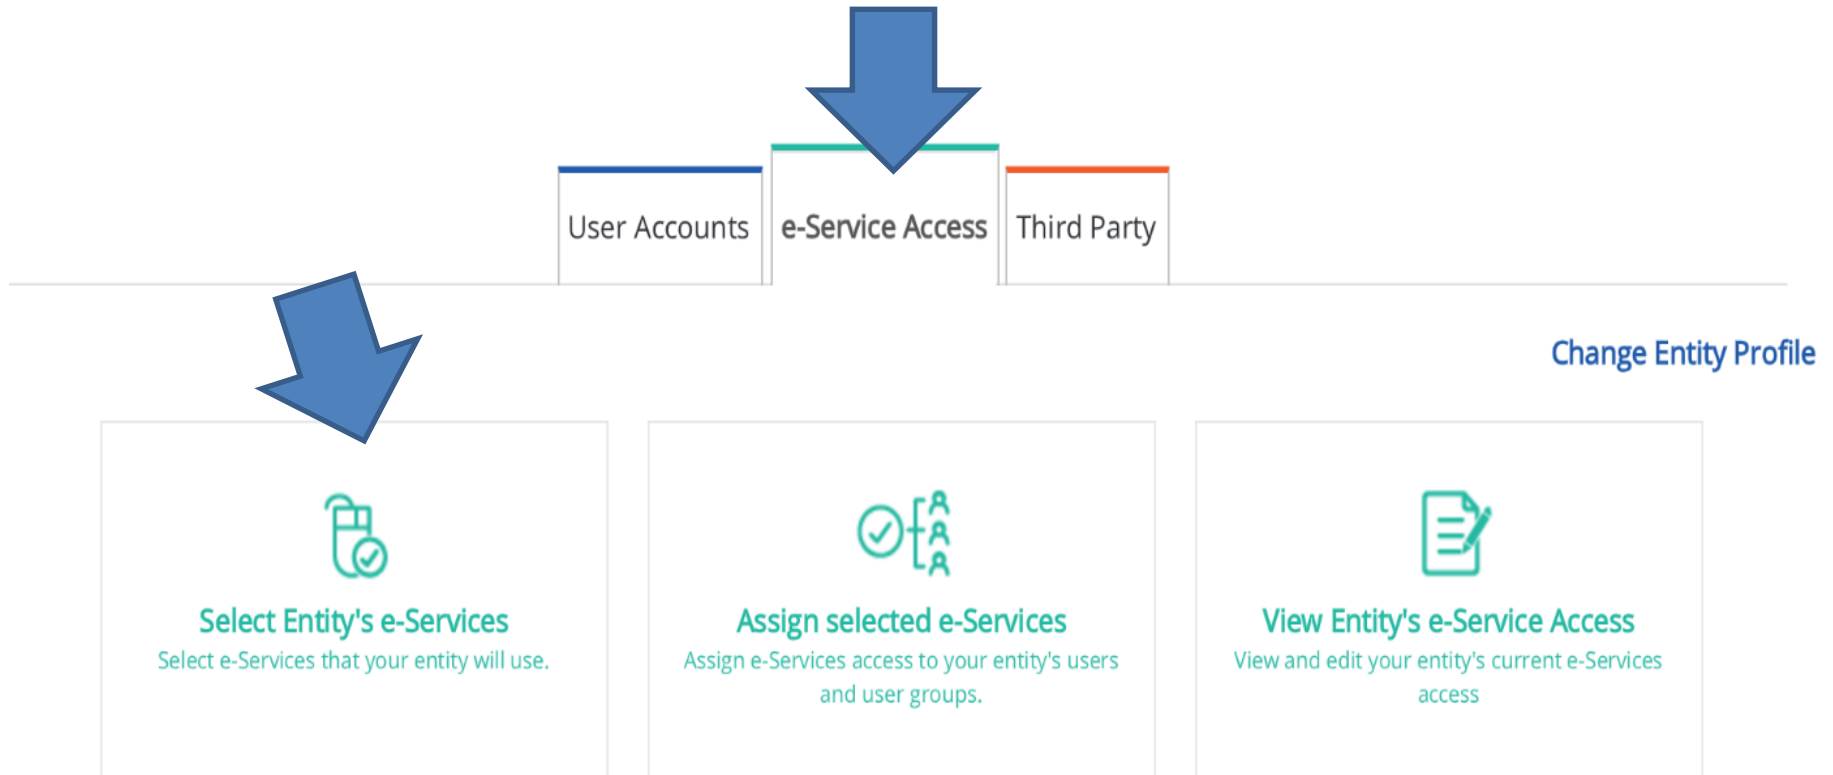 User Accounts
e-Service Access
Third Party
Change Entity Profile
Select Entity's e-Services
Select e-Services that your entity will use.
Assign selected e-Services
Assign e-Services access to your entity's users
and user groups.
View Entity's e-Service Access
View and edit your entity's current e-Services
access